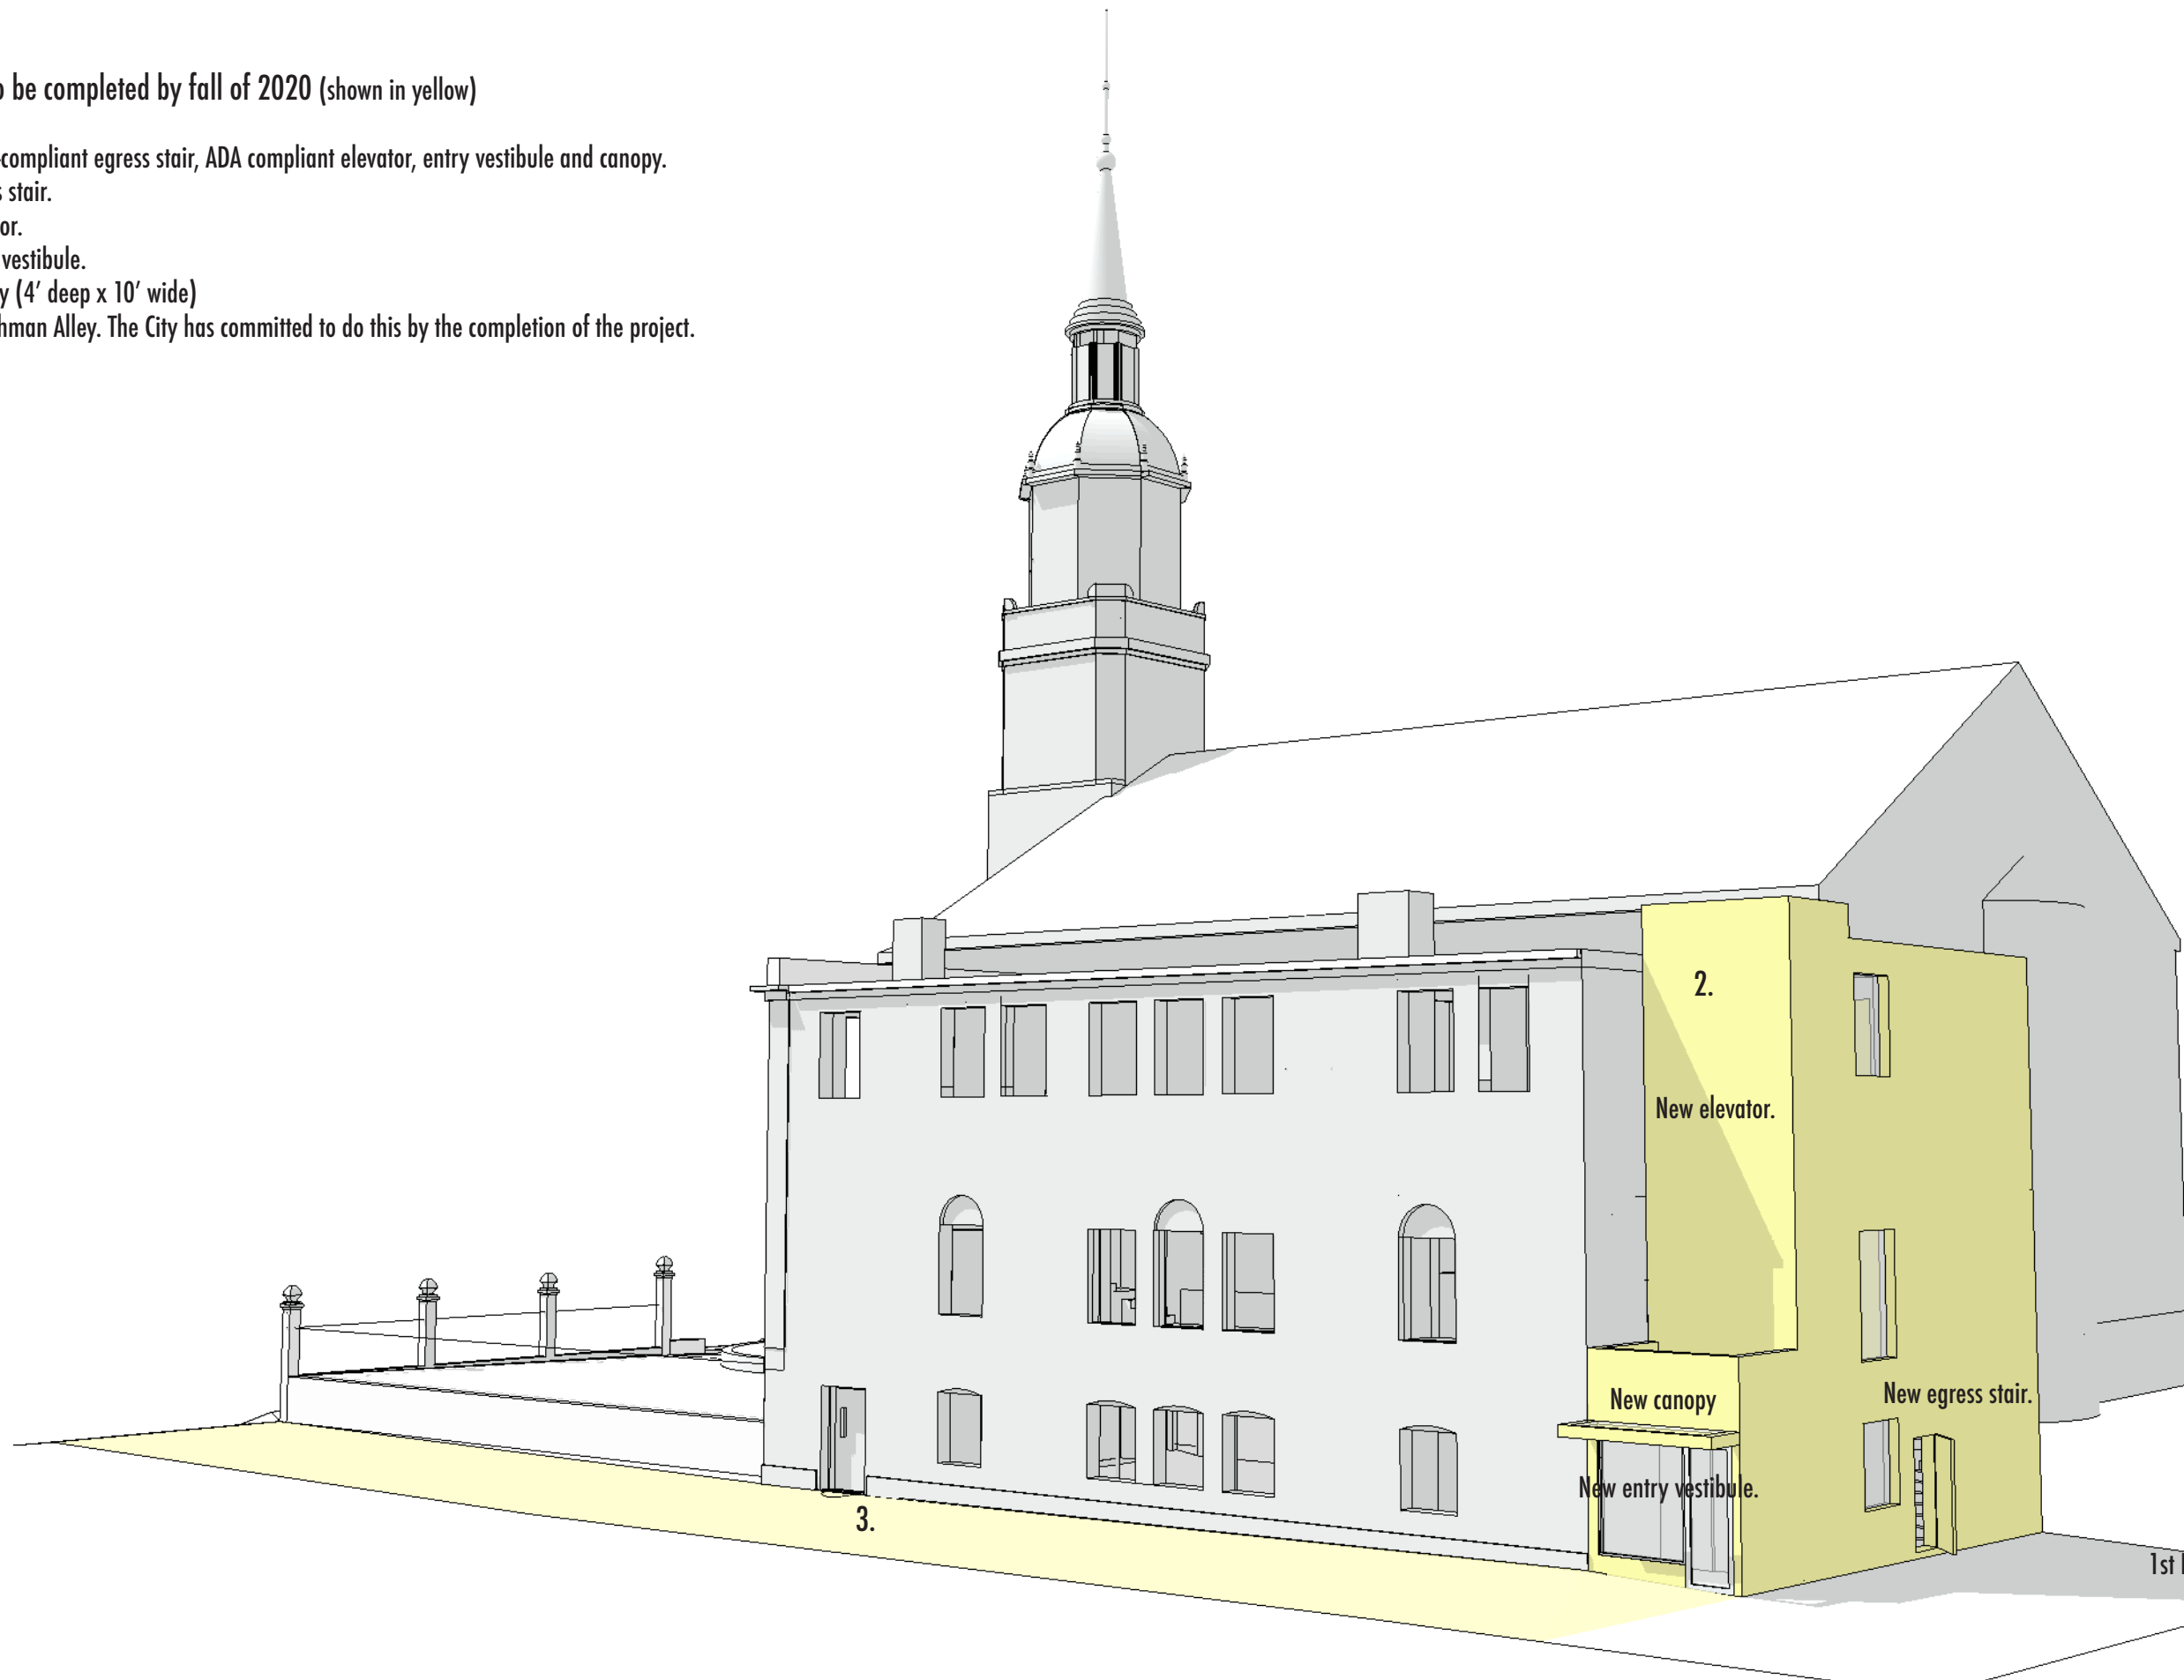 o be completed by fall of 2020 (shown in yellow)
compliant egress stair, ADA compliant elevator, entry vestibule and canopy.
s stair.
or.
vestibule.
y (4’ deep x 10’ wide)
hman Alley. The City has committed to do this by the completion of the project.
2.
New elevator.
New canopy
New egress stair.
New entry vestibule.
3.
1st